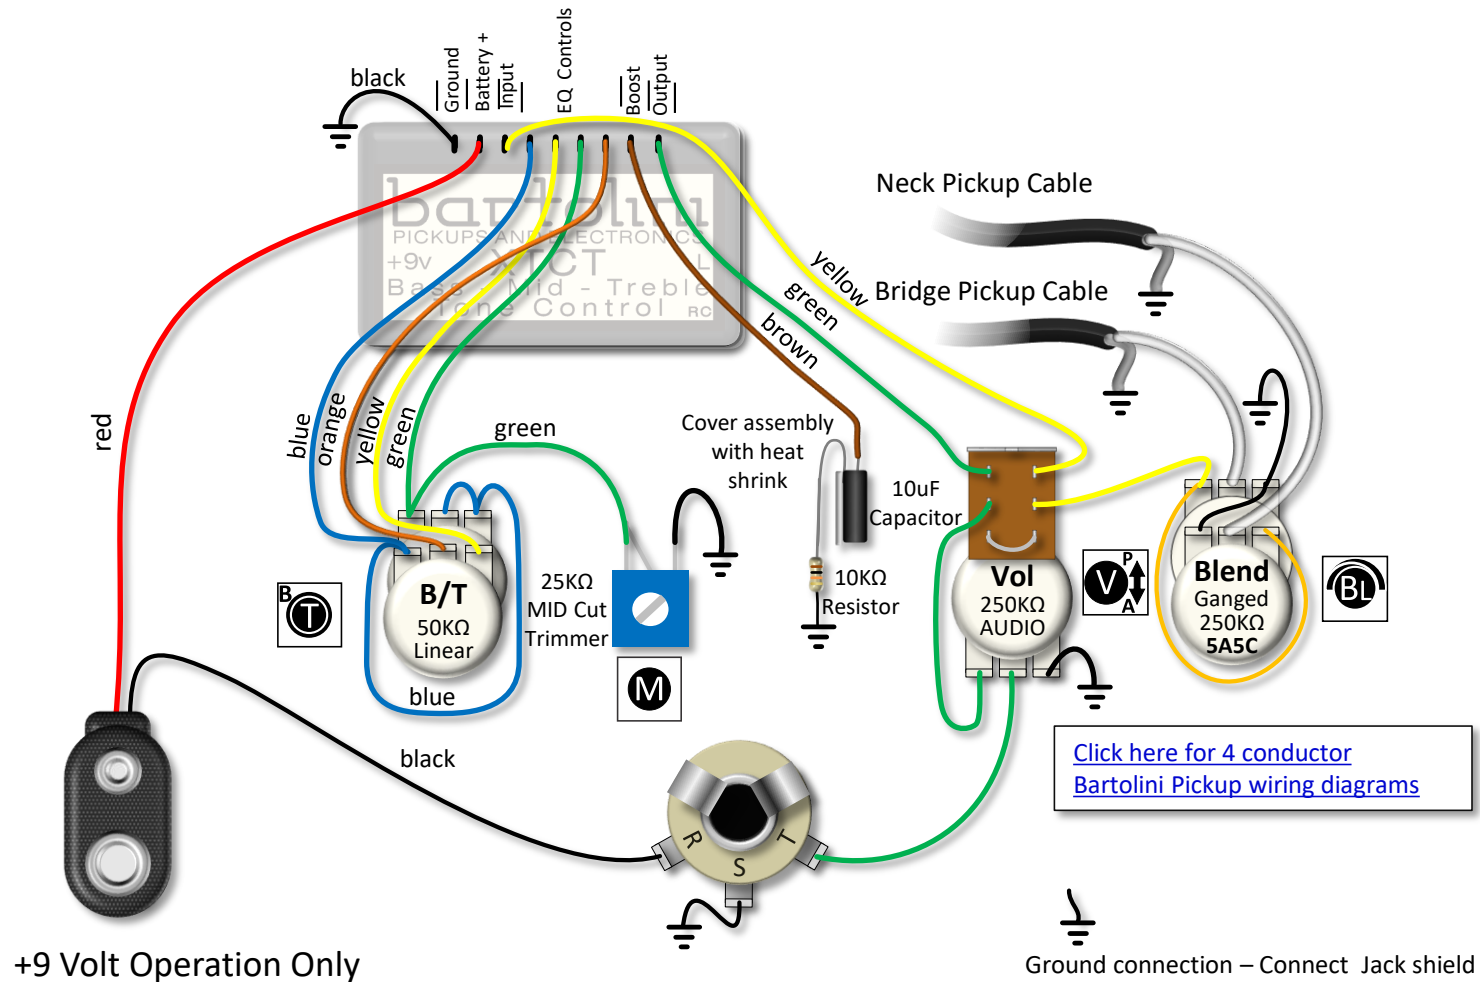 Ground
Battery +
Input
EQ Controls
Boost
Output
black
bartolini
PICKUPS AND ELECTRONICS
+9v XTCT L
Bass - Mid - Treble
Tone Control RC
Neck Pickup Cable
Bridge Pickup Cable
yellow
green
brown
red
blue
orange
yellow
green
green
Cover assembly
with heat
shrink
10uF
Capacitor
10KΩ
Resistor
25KΩ
MID Cut
Trimmer
M
B
T
B/T
50KΩ
Linear
blue
Vol
250KΩ
AUDIO
V
P
A
Blend
Ganged
250KΩ
5A5C
BL
black
R
S
T
Click here for 4 conductor
Bartolini Pickup wiring diagrams
+9 Volt Operation Only
Ground connection – Connect Jack shield